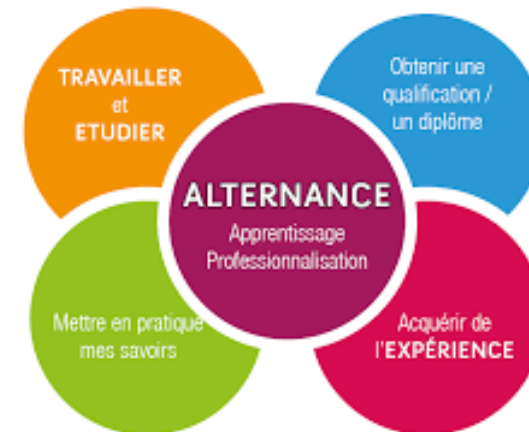 TRAVAILLER
et
ETUDIER
Obtenir une
qualification /
un diplôme
ALTERNANCE
Apprentissage
Professionnalisation
Mettre en pratique
mes savoirs
Acquérir de
l'EXPÉRIENCE